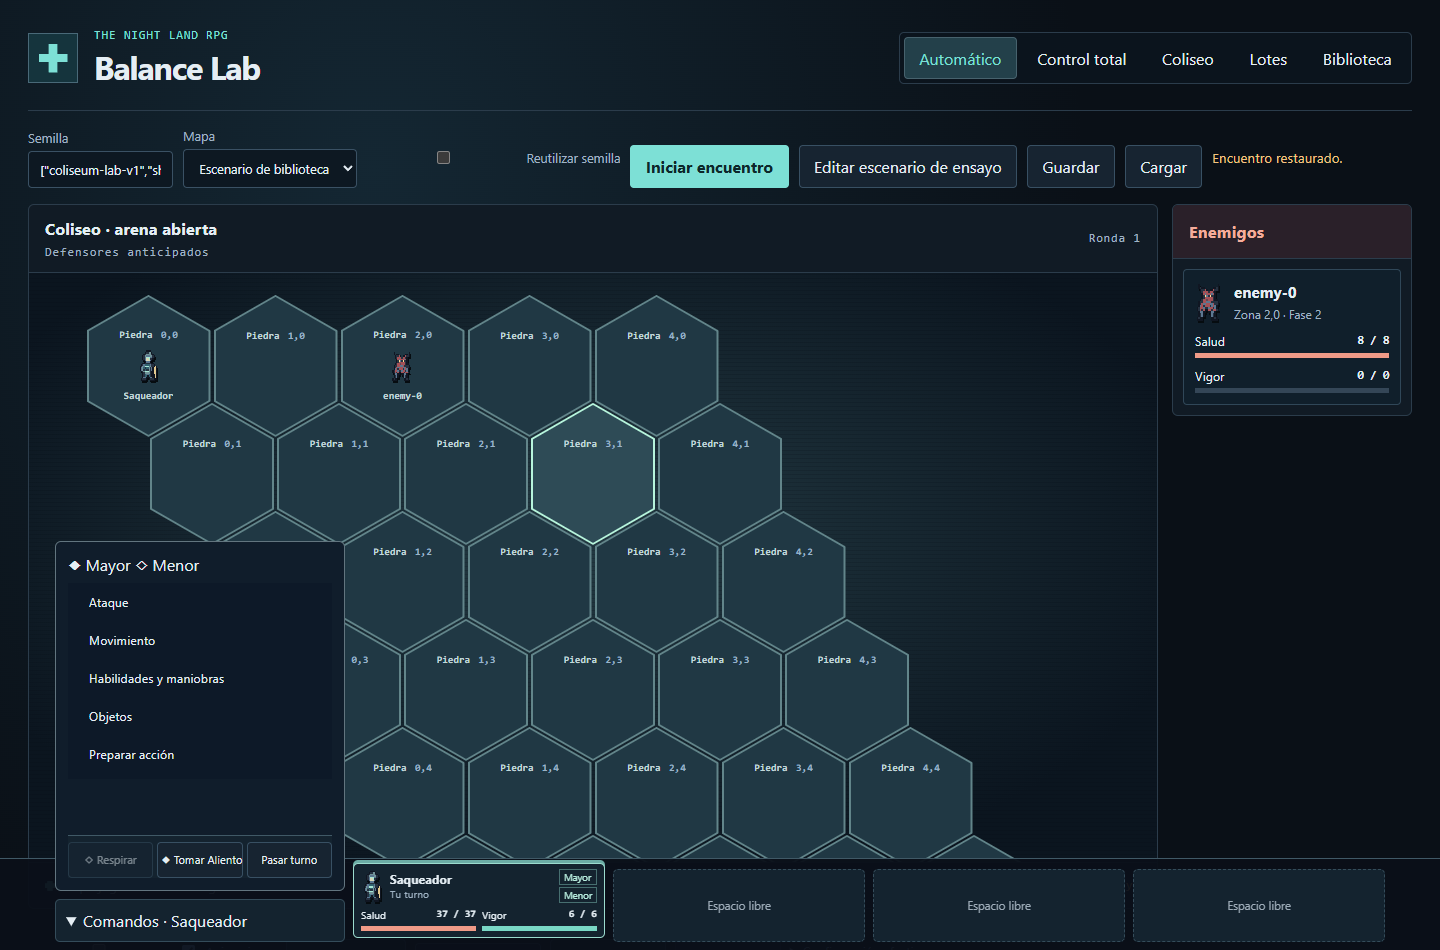 THE NIGHT LAND RPG
Balance Lab
Automático
Control total
Coliseo
Lotes
Biblioteca
Semilla
["coliseum-lab-v1","sl
Mapa
Escenario de biblioteca
Reutilizar semilla
Iniciar encuentro
Editar escenario de ensayo
Guardar
Cargar
Encuentro restaurado.
Coliseo · arena abierta
Defensores anticipados
Ronda 1
Piedra 0,0
Saqueador
Piedra 1,0
Piedra 2,0
enemy-0
Piedra 3,0
Piedra 4,0
Piedra 0,1
Piedra 1,1
Piedra 2,1
Piedra 3,1
Piedra 4,1
Piedra 1,2
Piedra 2,2
Piedra 3,2
Piedra 4,2
0,3
Piedra 1,3
Piedra 2,3
Piedra 3,3
Piedra 4,3
Piedra 0,4
Piedra 1,4
Piedra 2,4
Piedra 3,4
Piedra 4,4
Enemigos
enemy-0
Zona 2,0 · Fase 2
Salud 8 / 8
Vigor 0 / 0
◆ Mayor ◇ Menor
Ataque
Movimiento
Habilidades y maniobras
Objetos
Preparar acción
◇ Respirar
◆ Tomar Aliento
Pasar turno
▼ Comandos · Saqueador
Saqueador
Tu turno
Mayor
Menor
Salud 37 / 37
Vigor 6 / 6
Espacio libre
Espacio libre
Espacio libre